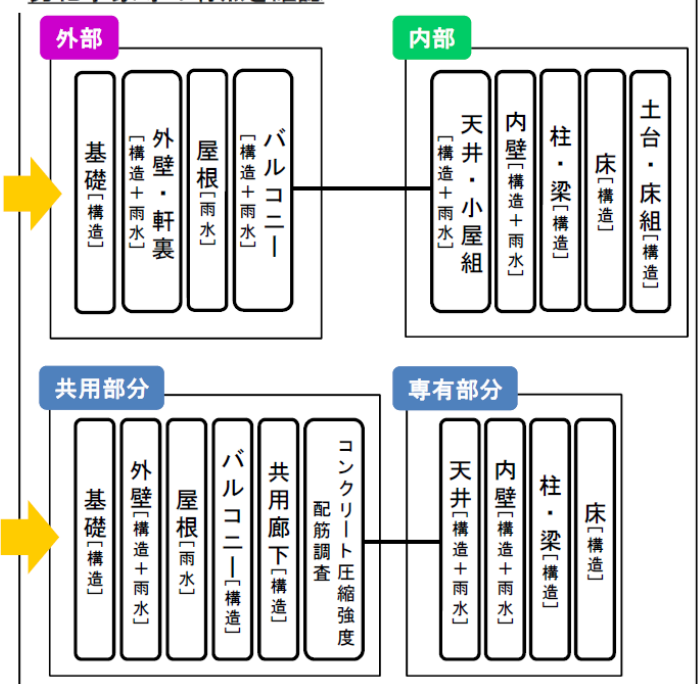 外部
基礎[構造]
外壁・軒裏
[構造＋雨水]
屋根[雨水]
バルコニー
[構造＋雨水]
内部
天井・小屋組
[構造＋雨水]
内壁[構造＋雨水]
柱・梁[構造]
床[構造]
土台・床組[構造]
共用部分
基礎[構造]
外壁[構造＋雨水]
屋根[雨水]
バルコニー[構造]
共用廊下[構造]
コンクリート圧縮強度
配筋調査
専有部分
天井[構造＋雨水]
内壁[構造＋雨水]
柱・梁[構造]
床[構造]